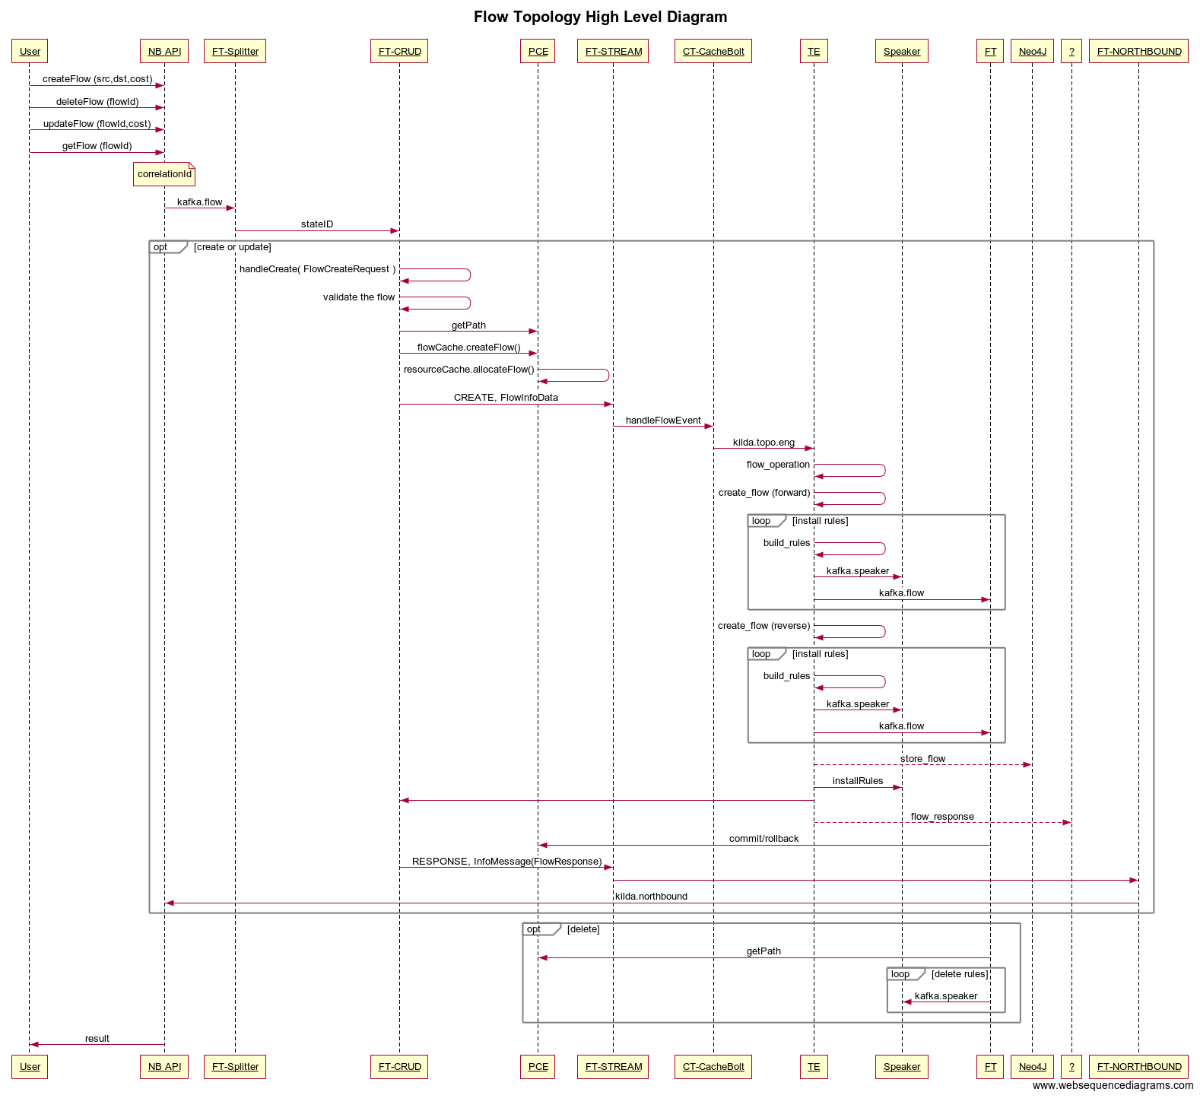 Flow Topology High Level Diagram
User
NB API
FT-Splitter
FT-CRUD
PCE
FT-STREAM
CT-CacheBolt
TE
Speaker
FT
Neo4J
?
FT-NORTHBOUND
createFlow (src,dst,cost)
deleteFlow (flowId)
updateFlow (flowId,cost)
getFlow (flowId)
correlationId
kafka.flow
stateID
opt [create or update]
handleCreate( FlowCreateRequest )
validate the flow
getPath
flowCache.createFlow()
resourceCache.allocateFlow()
CREATE, FlowInfoData
handleFlowEvent
kilda.topo.eng
flow_operation
create_flow (forward)
loop [install rules]
build_rules
kafka.speaker
kafka.flow
create_flow (reverse)
loop [install rules]
build_rules
kafka.speaker
kafka.flow
store_flow
installRules
flow_response
commit/rollback
RESPONSE, InfoMessage(FlowResponse)
kilda.northbound
opt [delete]
getPath
loop [delete rules]
kafka.speaker
result
User
NB API
FT-Splitter
FT-CRUD
PCE
FT-STREAM
CT-CacheBolt
TE
Speaker
FT
Neo4J
?
FT-NORTHBOUND
www.websequencediagrams.com